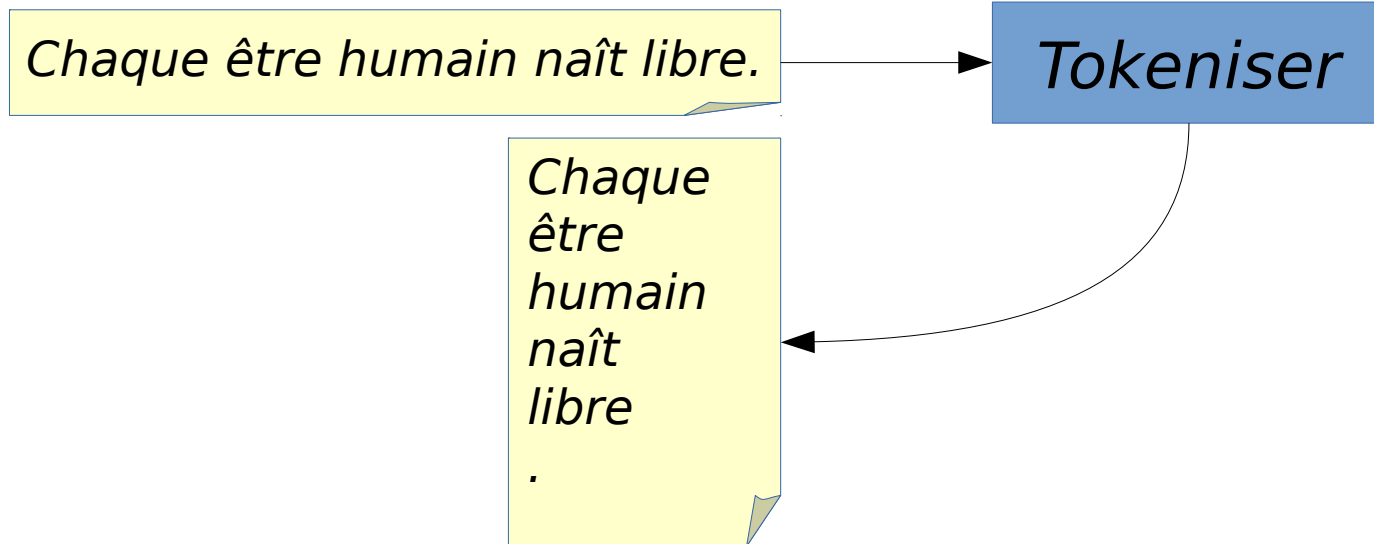 Chaque être humain naît libre.
Tokeniser
Chaque
être
humain
naît
libre
.